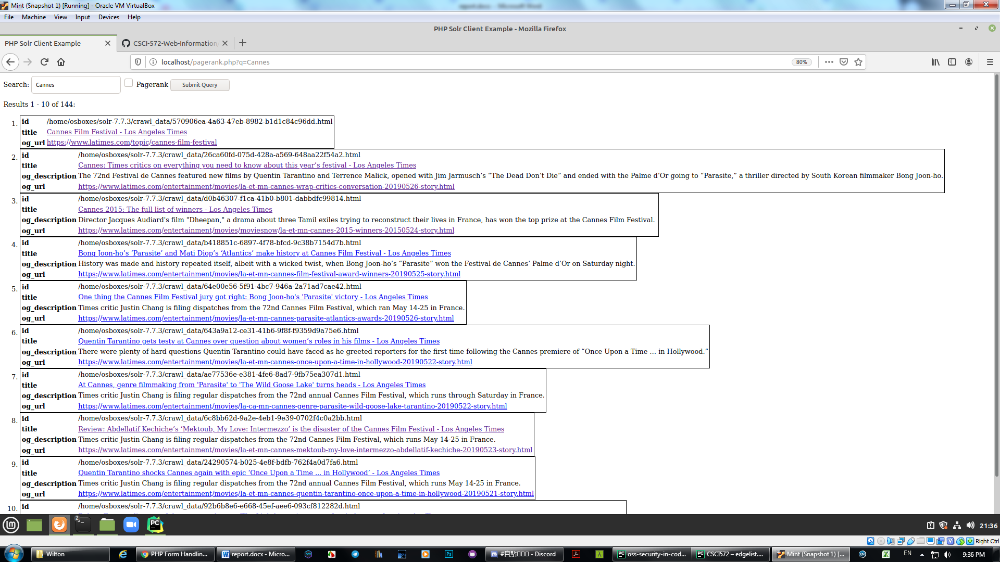 Mint (Snapshot 1) [Running] - Oracle VM VirtualBox
File Machine View Input Devices Help
PHP Solr Client Example - Mozilla Firefox
PHP Solr Client Example
CSCI-572-Web-Information
localhost/pagerank.php?q=Cannes
80%
Search: Cannes Pagerank Submit Query
Results 1 - 10 of 144:
1. id /home/osboxes/solr-7.7.3/crawl_data/570906ea-4a63-47eb-8982-b1d1c84c96dd.html
title Cannes Film Festival - Los Angeles Times
og_url https://www.latimes.com/topic/cannes-film-festival
2. id /home/osboxes/solr-7.7.3/crawl_data/26ca60fd-075d-428a-a569-648aa22f54a2.html
title Cannes: Times critics on everything you need to know about this year’s festival - Los Angeles Times
og_description The 72nd Festival de Cannes featured new films by Quentin Tarantino and Terrence Malick, opened with Jim Jarmusch’s “The Dead Don’t Die” and ended with the Palme d’Or going to “Parasite,” a thriller directed by South Korean filmmaker Bong Joon-ho.
og_url https://www.latimes.com/entertainment/movies/la-et-mn-cannes-wrap-critics-conversation-20190526-story.html
3. id /home/osboxes/solr-7.7.3/crawl_data/d0b46307-f1ca-41b0-b801-dabbdfc99814.html
title Cannes 2015: The full list of winners - Los Angeles Times
og_description Director Jacques Audiard's film "Dheepan," a drama about three Tamil exiles trying to reconstruct their lives in France, has won the top prize at the Cannes Film Festival.
og_url https://www.latimes.com/entertainment/movies/moviesnow/la-et-mn-cannes-2015-winners-20150524-story.html
4. id /home/osboxes/solr-7.7.3/crawl_data/b418851c-6897-4f78-bfcd-9c38b7154d7b.html
title Bong Joon-ho’s ‘Parasite’ and Mati Diop’s ‘Atlantics’ make history at Cannes Film Festival - Los Angeles Times
og_description History was made and history repeated itself, albeit with a wicked twist, when Bong Joon-ho’s “Parasite” won the Festival de Cannes’ Palme d’Or on Saturday night.
og_url https://www.latimes.com/entertainment/movies/la-et-mn-cannes-film-festival-award-winners-20190525-story.html
5. id /home/osboxes/solr-7.7.3/crawl_data/64e00e56-5f91-4bc7-946a-2a71ad7cae42.html
title One thing the Cannes Film Festival jury got right: Bong Joon-ho's 'Parasite' victory - Los Angeles Times
og_description Times critic Justin Chang is filing dispatches from the 72nd Cannes Film Festival, which ran May 14-25 in France.
og_url https://www.latimes.com/entertainment/movies/la-et-mn-cannes-parasite-atlantics-awards-20190526-story.html
6. id /home/osboxes/solr-7.7.3/crawl_data/643a9a12-ce31-41b6-9f8f-f9359d9a75e6.html
title Quentin Tarantino gets testy at Cannes over question about women’s roles in his films - Los Angeles Times
og_description There were plenty of hard questions Quentin Tarantino could have faced as he greeted reporters for the first time following the Cannes premiere of “Once Upon a Time ... in Hollywood.”
og_url https://www.latimes.com/entertainment/movies/la-et-mn-cannes-once-upon-a-time-in-hollywood-20190522-story.html
7. id /home/osboxes/solr-7.7.3/crawl_data/ae77536e-e381-4fe6-8ad7-9fb75ea307d1.html
title At Cannes, genre filmmaking from 'Parasite' to 'The Wild Goose Lake' turns heads - Los Angeles Times
og_description Times critic Justin Chang is filing regular dispatches from the 72nd annual Cannes Film Festival, which runs through Saturday in France.
og_url https://www.latimes.com/entertainment/movies/la-ca-mn-cannes-genre-parasite-wild-goose-lake-tarantino-20190522-story.html
8. id /home/osboxes/solr-7.7.3/crawl_data/6c8bb62d-9a2e-4eb1-9e39-0702f4c0a2bb.html
title Review: Abdellatif Kechiche’s ‘Mektoub, My Love: Intermezzo’ is the disaster of the Cannes Film Festival - Los Angeles Times
og_description Times critic Justin Chang is filing regular dispatches from the 72nd Cannes Film Festival, which runs May 14-25 in France.
og_url https://www.latimes.com/entertainment/movies/la-et-mn-cannes-mektoub-my-love-intermezzo-abdellatif-kechiche-20190523-story.html
9. id /home/osboxes/solr-7.7.3/crawl_data/24290574-b025-4e8f-bdfb-762f4a0d7fa6.html
title Quentin Tarantino shocks Cannes again with epic ‘Once Upon a Time ... in Hollywood’ - Los Angeles Times
og_description Times critic Justin Chang is filing regular dispatches from the 72nd annual Cannes Film Festival, which runs May 14-25 in France.
og_url https://www.latimes.com/entertainment/movies/la-et-mn-cannes-quentin-tarantino-once-upon-a-time-in-hollywood-20190521-story.html
10. id /home/osboxes/solr-7.7.3/crawl_data/92b6b8e6-e668-45ef-aee6-093cf812282d.html
2
PC
21:36
Right Ctrl
Wilton
PHP Form Handlin...
report.docx - Micro...
#自貼 - Discord
oss-security-in-cod...
CSCI572 – edgelist....
Mint (Snapshot 1) [...
EN
9:36 PM